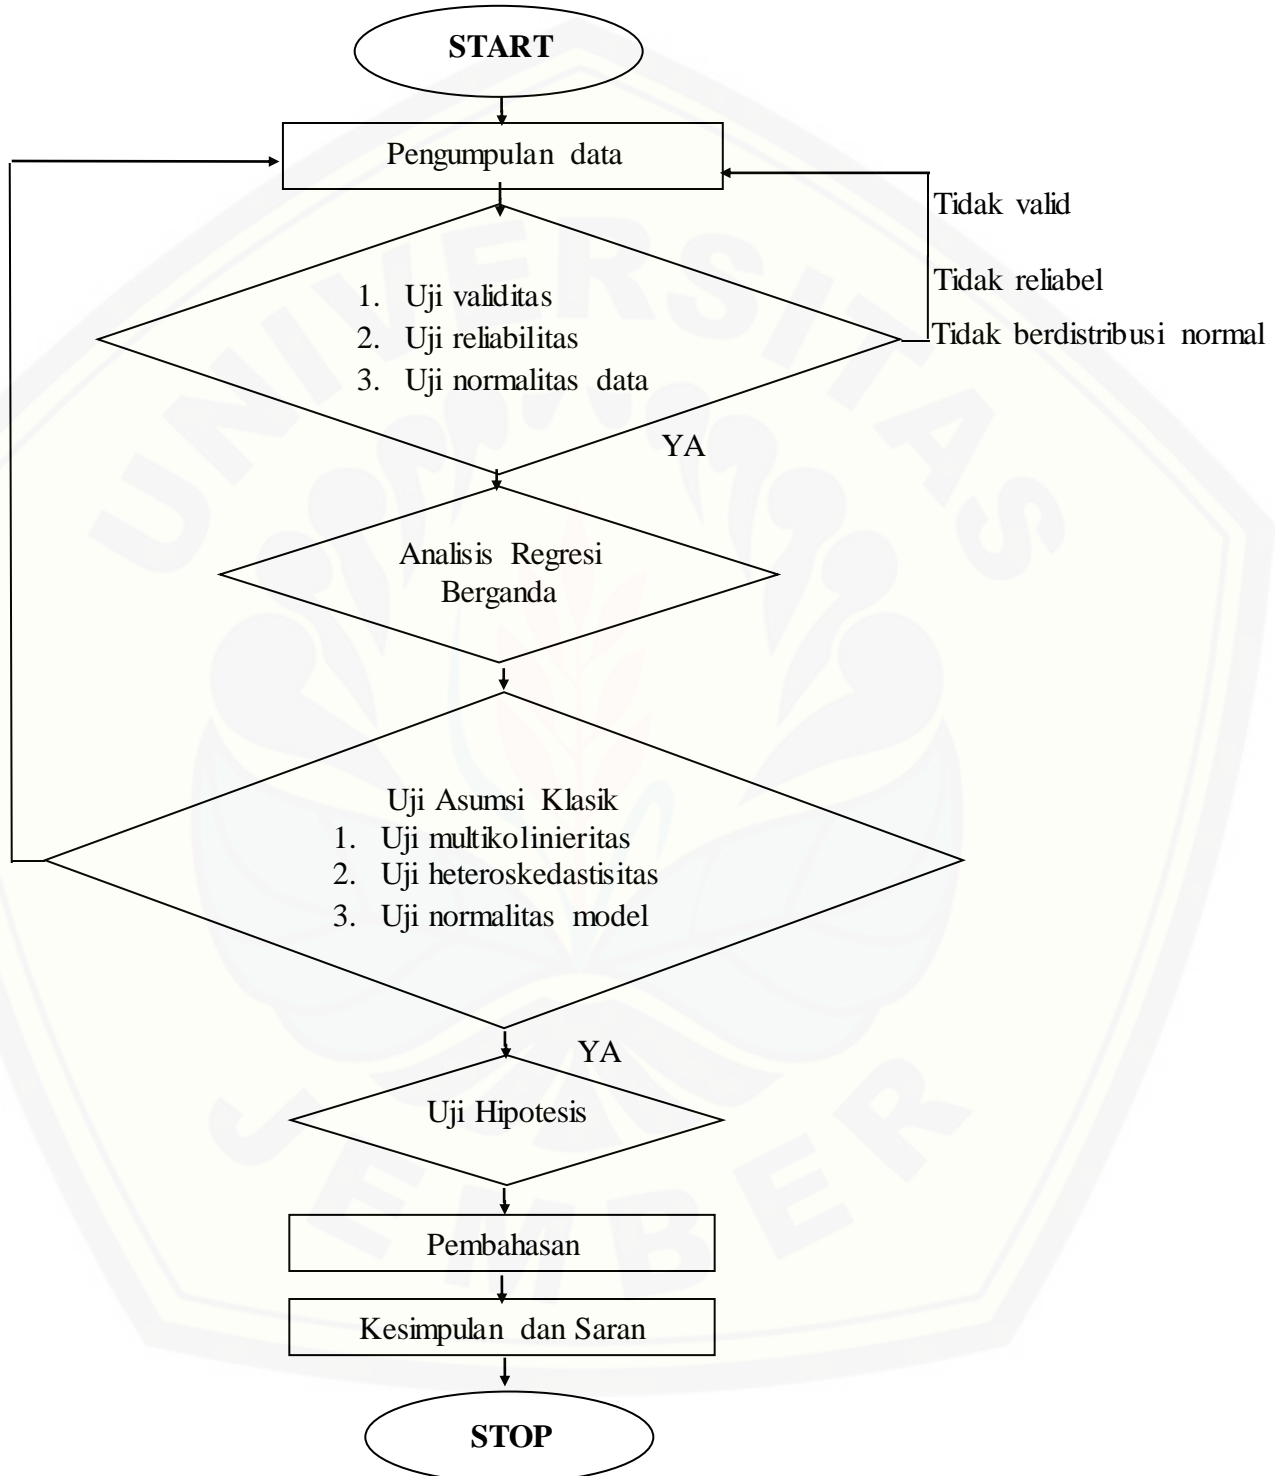 START
Pengumpulan data
Tidak valid
Tidak reliabel
Tidak berdistribusi normal
1. Uji validitas
2. Uji reliabilitas
3. Uji normalitas data
YA
Analisis Regresi
Berganda
Uji Asumsi Klasik
1. Uji multikolinieritas
2. Uji heteroskedastisitas
3. Uji normalitas model
YA
Uji Hipotesis
Pembahasan
Kesimpulan dan Saran
STOP
UNIVERSITAS
JEMBER